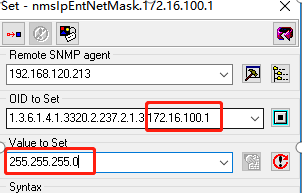 Set - nmsIpEntNetMask.172.16.100.1
Remote SNMP agent
192.168.120.213
OID to Set
1.3.6.1.4.1.3320.2.237.2.1.3.172.16.100.1
Value to Set
255.255.255.0
Syntax